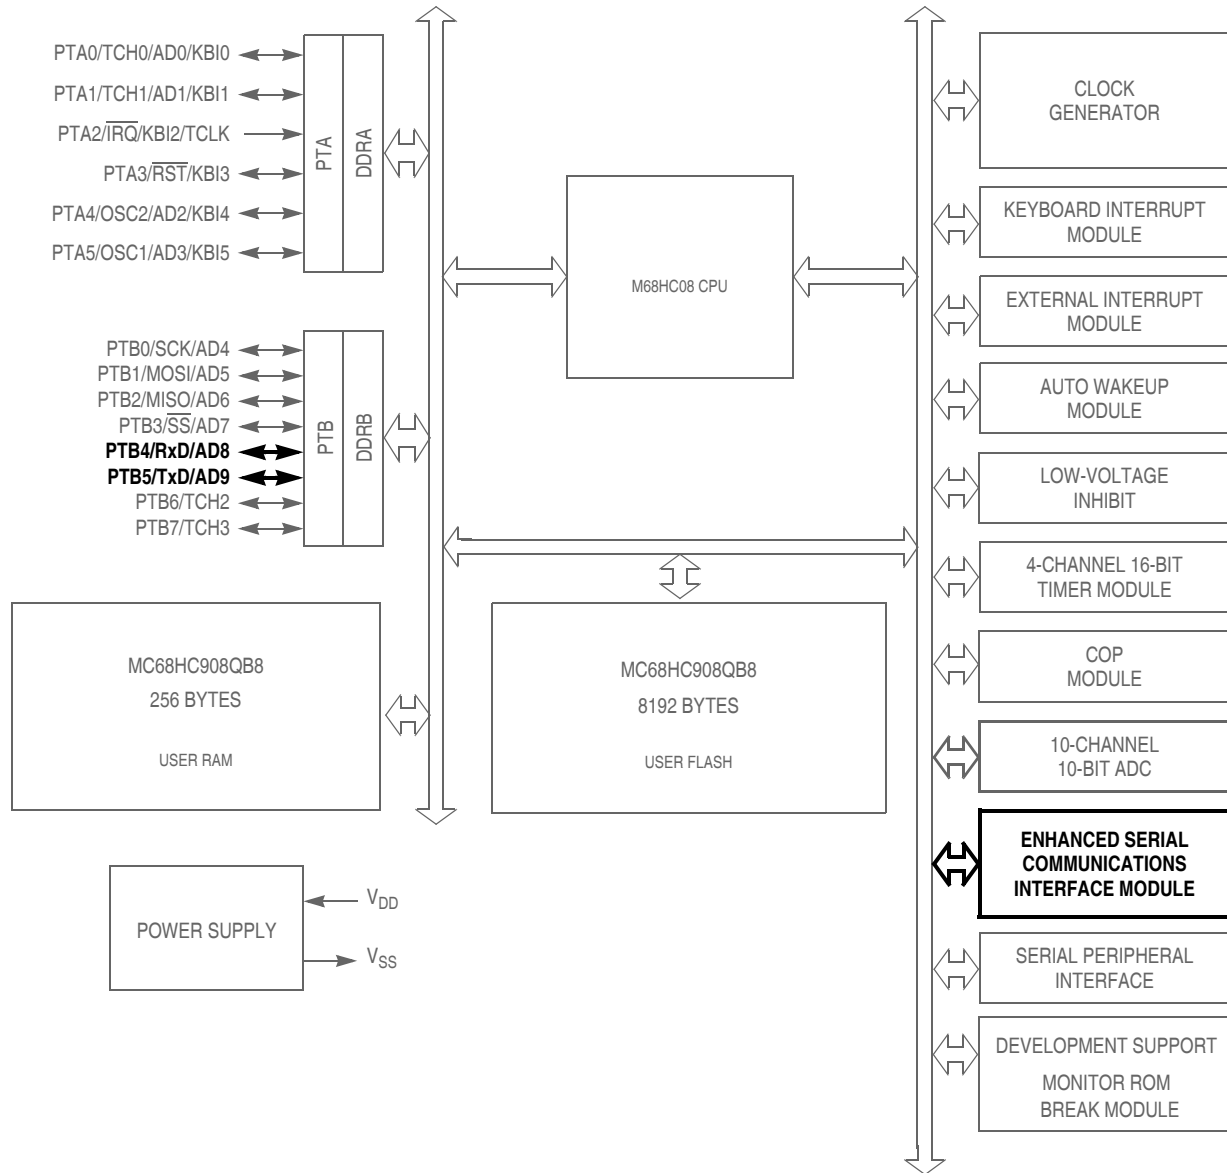 PTA0/TCH0/AD0/KBI0
PTA1/TCH1/AD1/KBI1
PTA2/IRQ/KBI2/TCLK
PTA3/RST/KBI3
PTA4/OSC2/AD2/KBI4
PTA5/OSC1/AD3/KBI5
PTA
DDRA
PTB0/SCK/AD4
PTB1/MOSI/AD5
PTB2/MISO/AD6
PTB3/SS/AD7
PTB4/RxD/AD8
PTB5/TxD/AD9
PTB6/TCH2
PTB7/TCH3
PTB
DDRB
M68HC08 CPU
MC68HC908QB8
256 BYTES
USER RAM
MC68HC908QB8
8192 BYTES
USER FLASH
POWER SUPPLY
VDD
VSS
CLOCK
GENERATOR
KEYBOARD INTERRUPT
MODULE
EXTERNAL INTERRUPT
MODULE
AUTO WAKEUP
MODULE
LOW-VOLTAGE
INHIBIT
4-CHANNEL 16-BIT
TIMER MODULE
COP
MODULE
10-CHANNEL
10-BIT ADC
ENHANCED SERIAL
COMMUNICATIONS
INTERFACE MODULE
SERIAL PERIPHERAL
INTERFACE
DEVELOPMENT SUPPORT
MONITOR ROM
BREAK MODULE